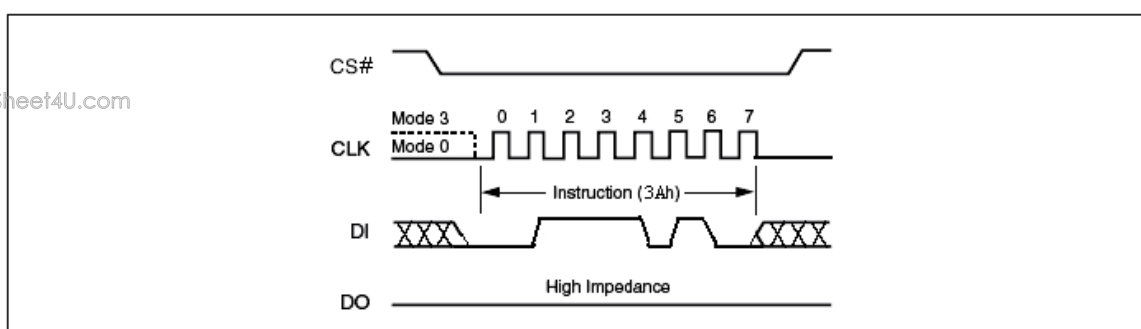 CS#
heet4U.com
Mode 3 0 1 2 3 4 5 6 7
CLK Mode 0
Instruction (3Ah)
DI
High Impedance
DO